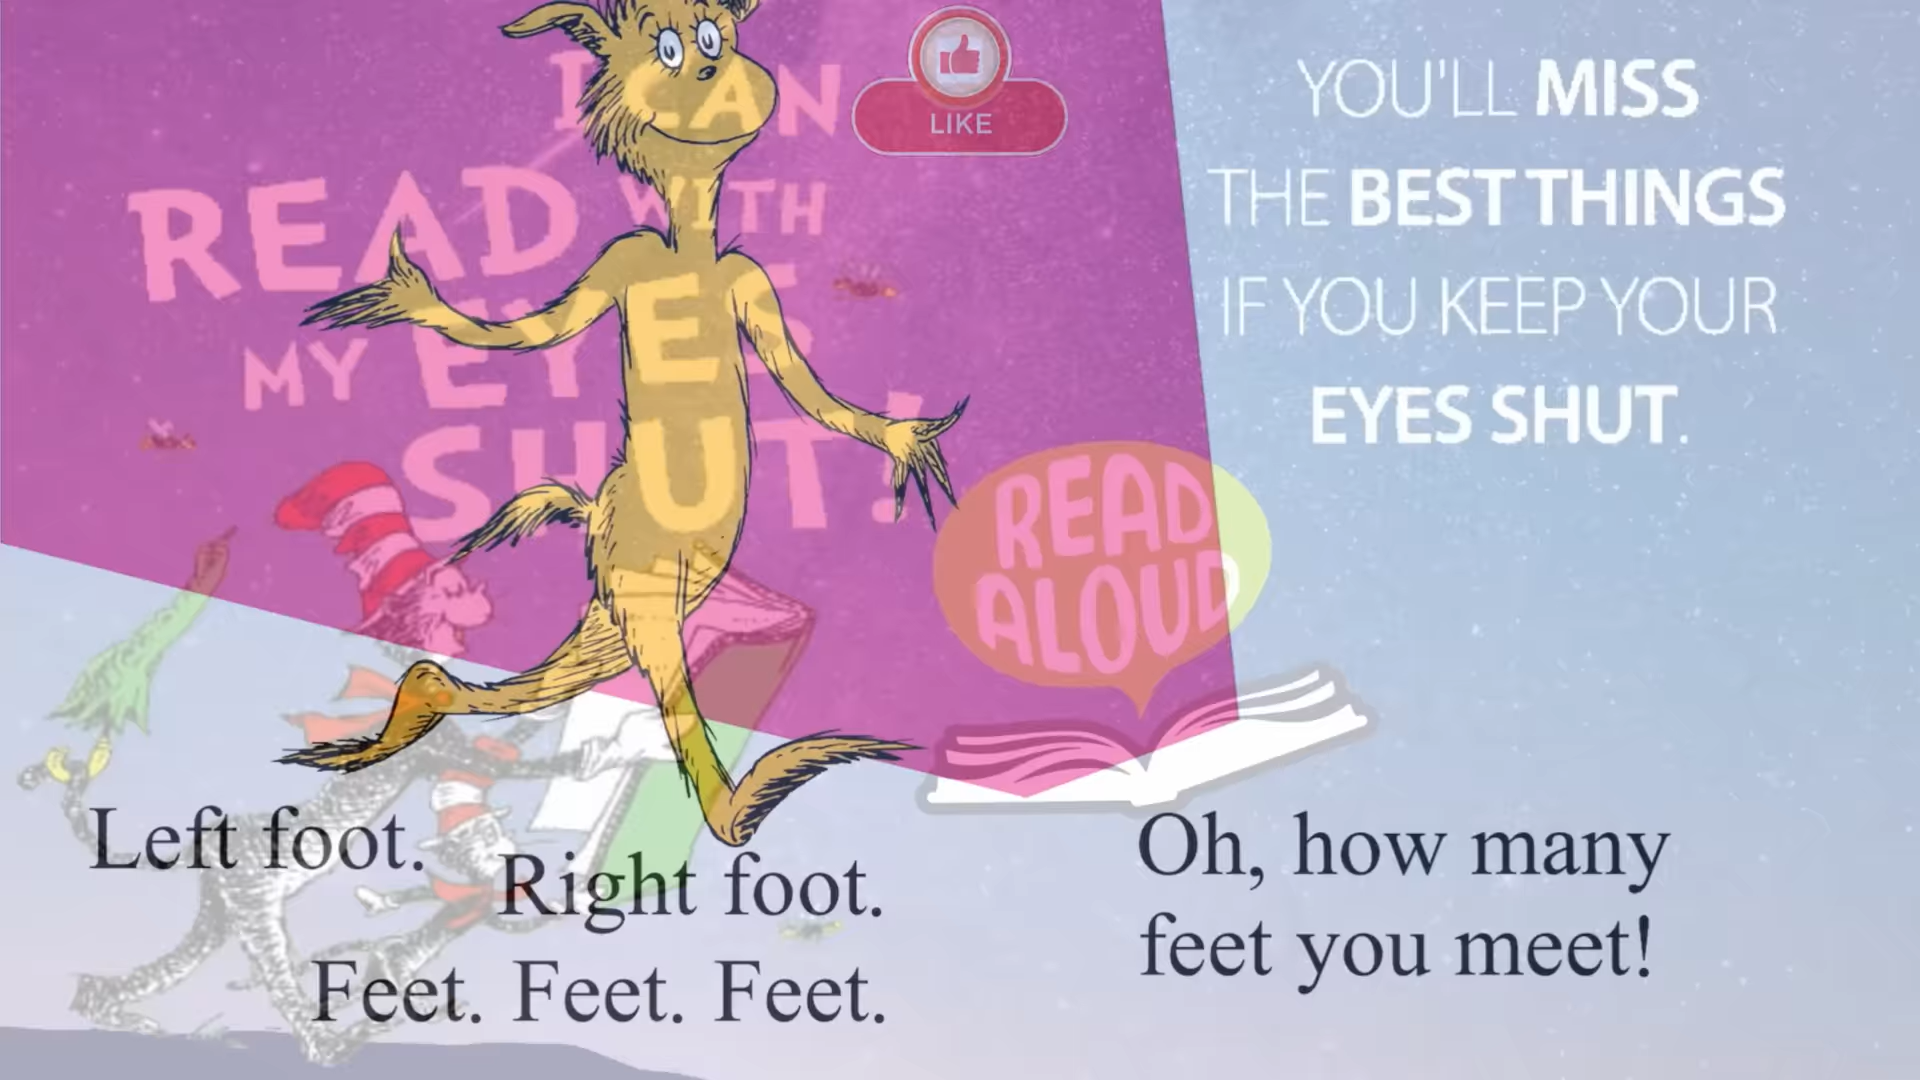 I CAN
READ WITH
MY EYES
SHUT!
LIKE
YOU'LL MISS
THE BEST THINGS
IF YOU KEEP YOUR
EYES SHUT.
READ
ALOUD
Left foot.
Right foot.
Feet. Feet. Feet.
Oh, how many
feet you meet!